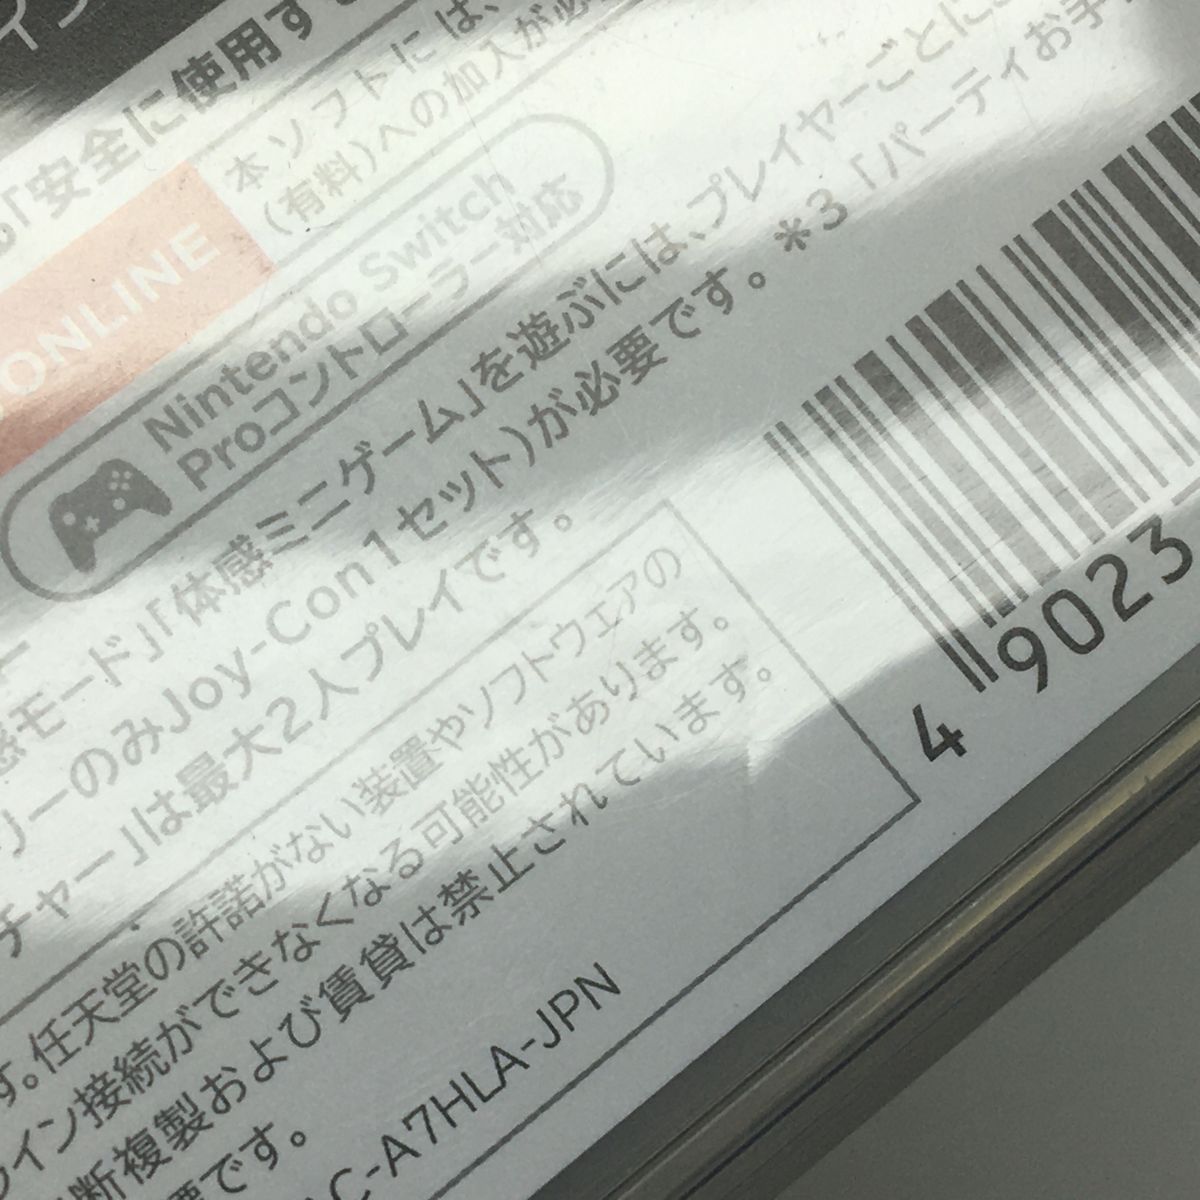 「安全に使用す
ONLINE
本ソフトには、
(有料)への加入が必
Nintendo Switch
Proコントローラー対応
感モード」「体感ミニゲーム」を遊ぶには、プレイヤーごとに
リーのみJoy-Con1セット)が必要です。*3「パーティお手
チャー」は最大2人プレイです。
す。任天堂の許諾がない装置やソフトウェアの
ライン接続ができなくなる可能性があります。
断複製および賃貸は禁止されています。
要です。
AC-A7HLA-JPN
4 9023